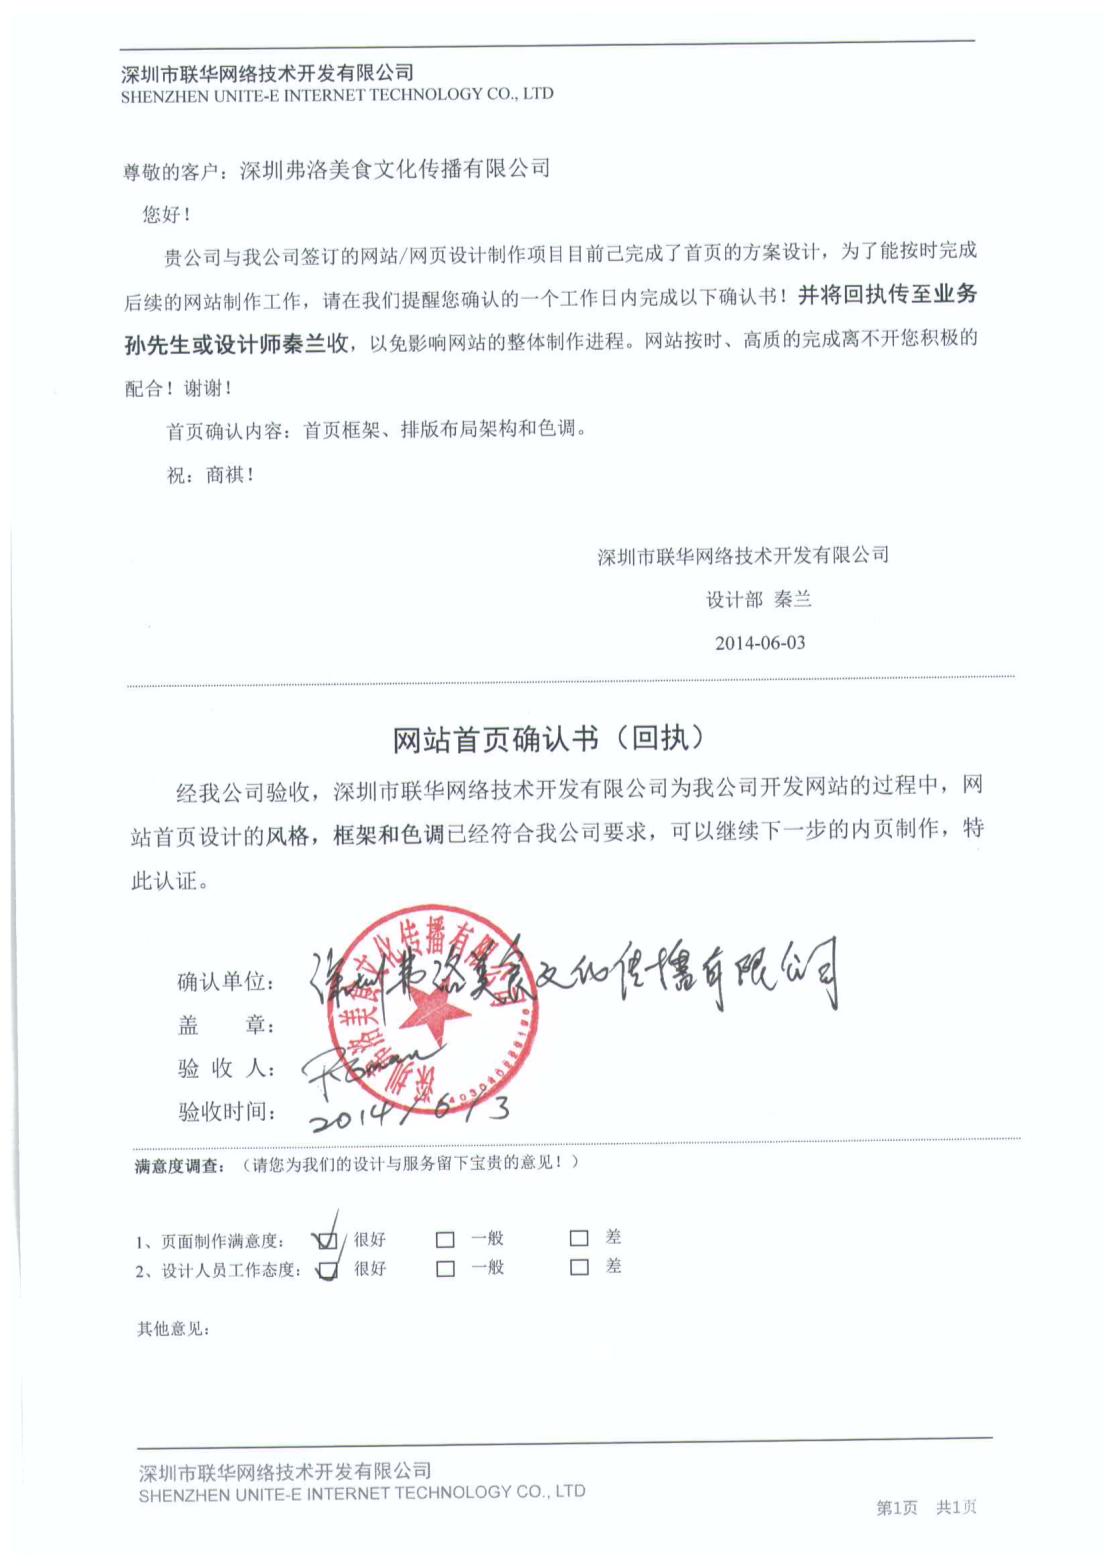 深圳市联华网络技术开发有限公司
SHENZHEN UNITE-E INTERNET TECHNOLOGY CO., LTD
尊敬的客户：深圳弗洛美食文化传播有限公司
您好！
贵公司与我公司签订的网站/网页设计制作项目目前己完成了首页的方案设计，为了能按时完成
后续的网站制作工作，请在我们提醒您确认的一个工作日内完成以下确认书！并将回执传至业务
孙先生或设计师秦兰收，以免影响网站的整体制作进程。网站按时、高质的完成离不开您积极的
配合！谢谢！
首页确认内容：首页框架、排版布局架构和色调。
祝：商祺！
深圳市联华网络技术开发有限公司
设计部 秦兰
2014-06-03
网站首页确认书（回执）
经我公司验收，深圳市联华网络技术开发有限公司为我公司开发网站的过程中，网
站首页设计的风格，框架和色调已经符合我公司要求，可以继续下一步的内页制作，特
此认证。
确认单位： 深圳弗洛美食文化传播有限公司
盖 章：
深圳弗洛美食文化传播有限公司
验 收 人：
验收时间： 2014/6/3
满意度调查：（请您为我们的设计与服务留下宝贵的意见！）
1、页面制作满意度： 很好 一般 差
2、设计人员工作态度： 很好 一般 差
其他意见：
深圳市联华网络技术开发有限公司
SHENZHEN UNITE-E INTERNET TECHNOLOGY CO., LTD
第1页 共1页